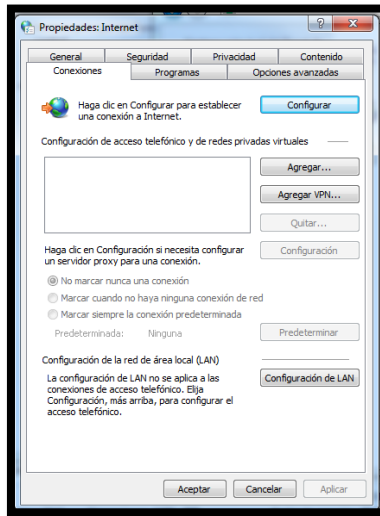 Propiedades: Internet
General Seguridad Privacidad Contenido
Conexiones Programas Opciones avanzadas
Haga clic en Configurar para establecer
una conexión a Internet.
Configurar
Configuración de acceso telefónico y de redes privadas virtuales
Agregar...
Agregar VPN...
Quitar...
Haga clic en Configuración si necesita configurar
un servidor proxy para una conexión.
Configuración
No marcar nunca una conexión
Marcar cuando no haya ninguna conexión de red
Marcar siempre la conexión predeterminada
Predeterminada: Ninguna Predeterminar
Configuración de la red de área local (LAN)
La configuración de LAN no se aplica a las
conexiones de acceso telefónico. Elija
Configuración, más arriba, para configurar el
acceso telefónico.
Configuración de LAN
Aceptar Cancelar Aplicar